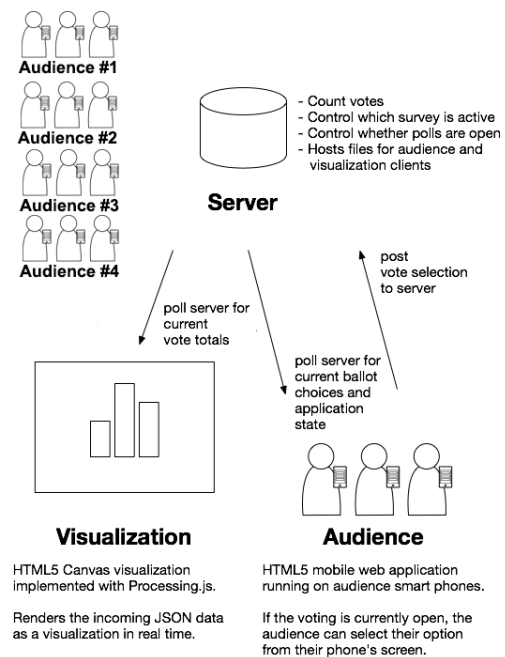 Audience #1
Audience #2
Audience #3
Audience #4
- Count votes
- Control which survey is active
- Control whether polls are open
- Hosts files for audience and
visualization clients
Server
post
vote selection
to server
poll server for
current
vote totals
poll server for
current ballot
choices and
application
state
Visualization
HTML5 Canvas visualization
implemented with Processing.js.
Renders the incoming JSON data
as a visualization in real time.
Audience
HTML5 mobile web application
running on audience smart phones.
If the voting is currently open, the
audience can select their option
from their phone's screen.